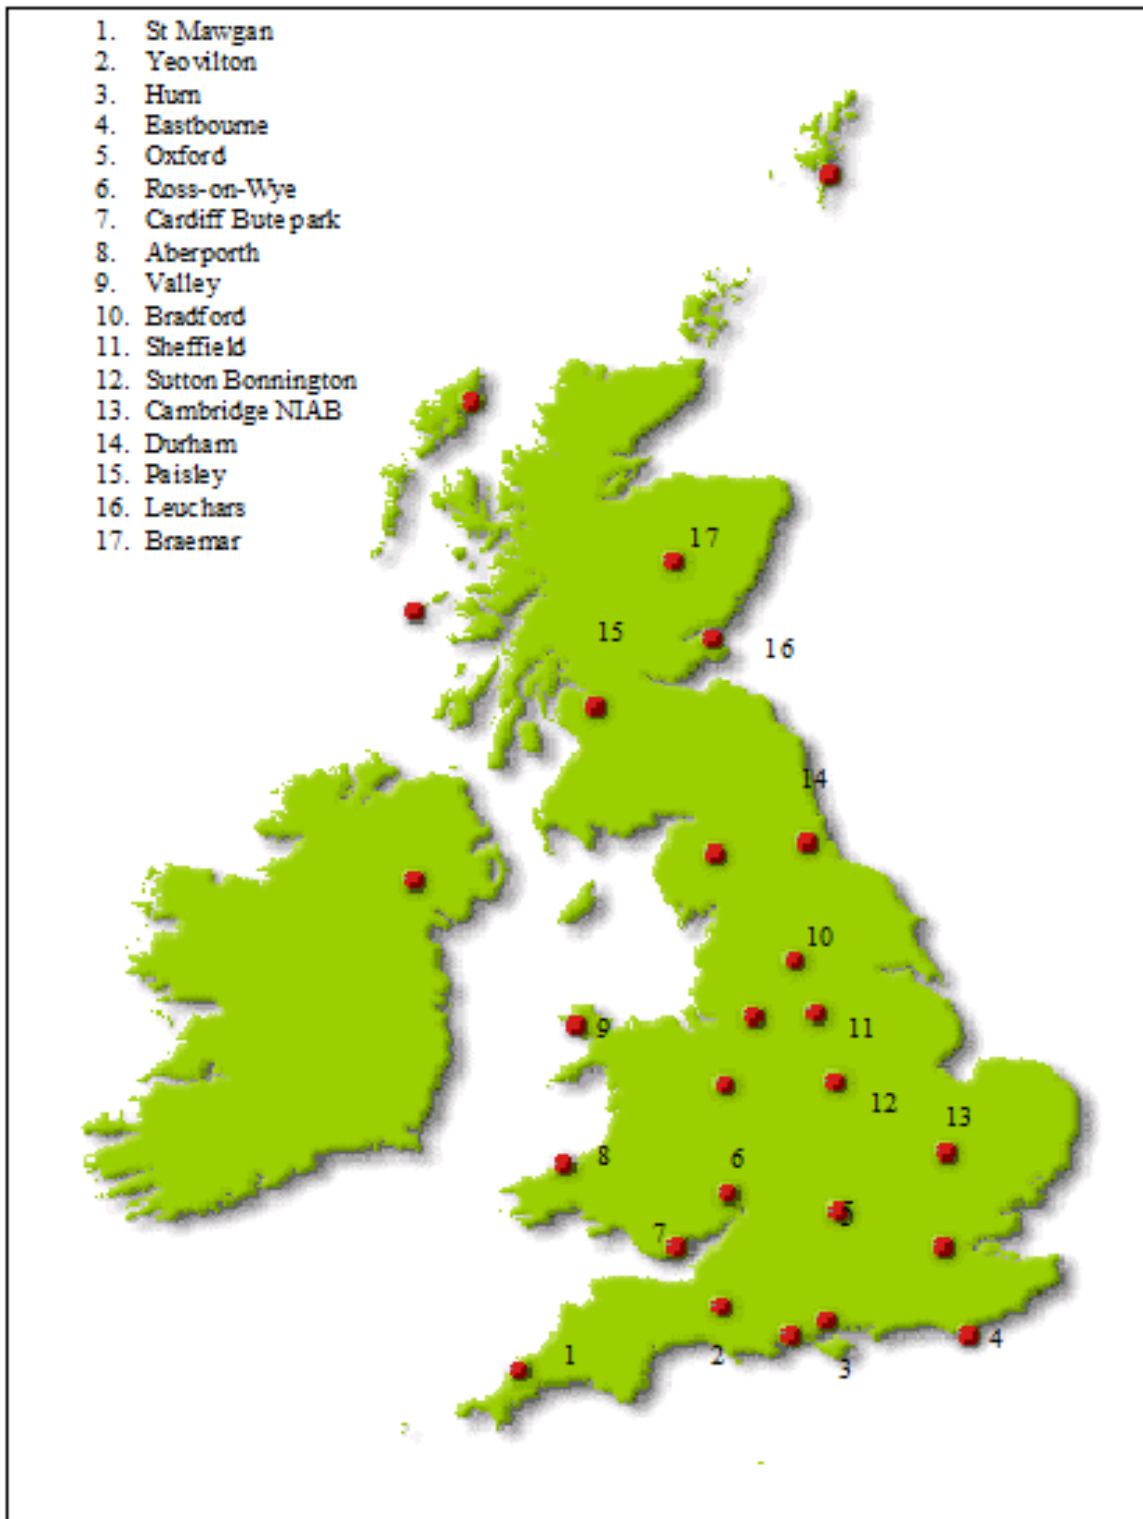 1. St Mawgan
2. Yeovilton
3. Hurn
4. Eastbourne
5. Oxford
6. Ross-on-Wye
7. Cardiff Bute park
8. Aberporth
9. Valley
10. Bradford
11. Sheffield
12. Sutton Bonnington
13. Cambridge NIAB
14. Durham
15. Paisley
16. Leuchars
17. Braemar
17
15
16
14
10
9
11
12
13
8
6
5
7
1
2
3
4